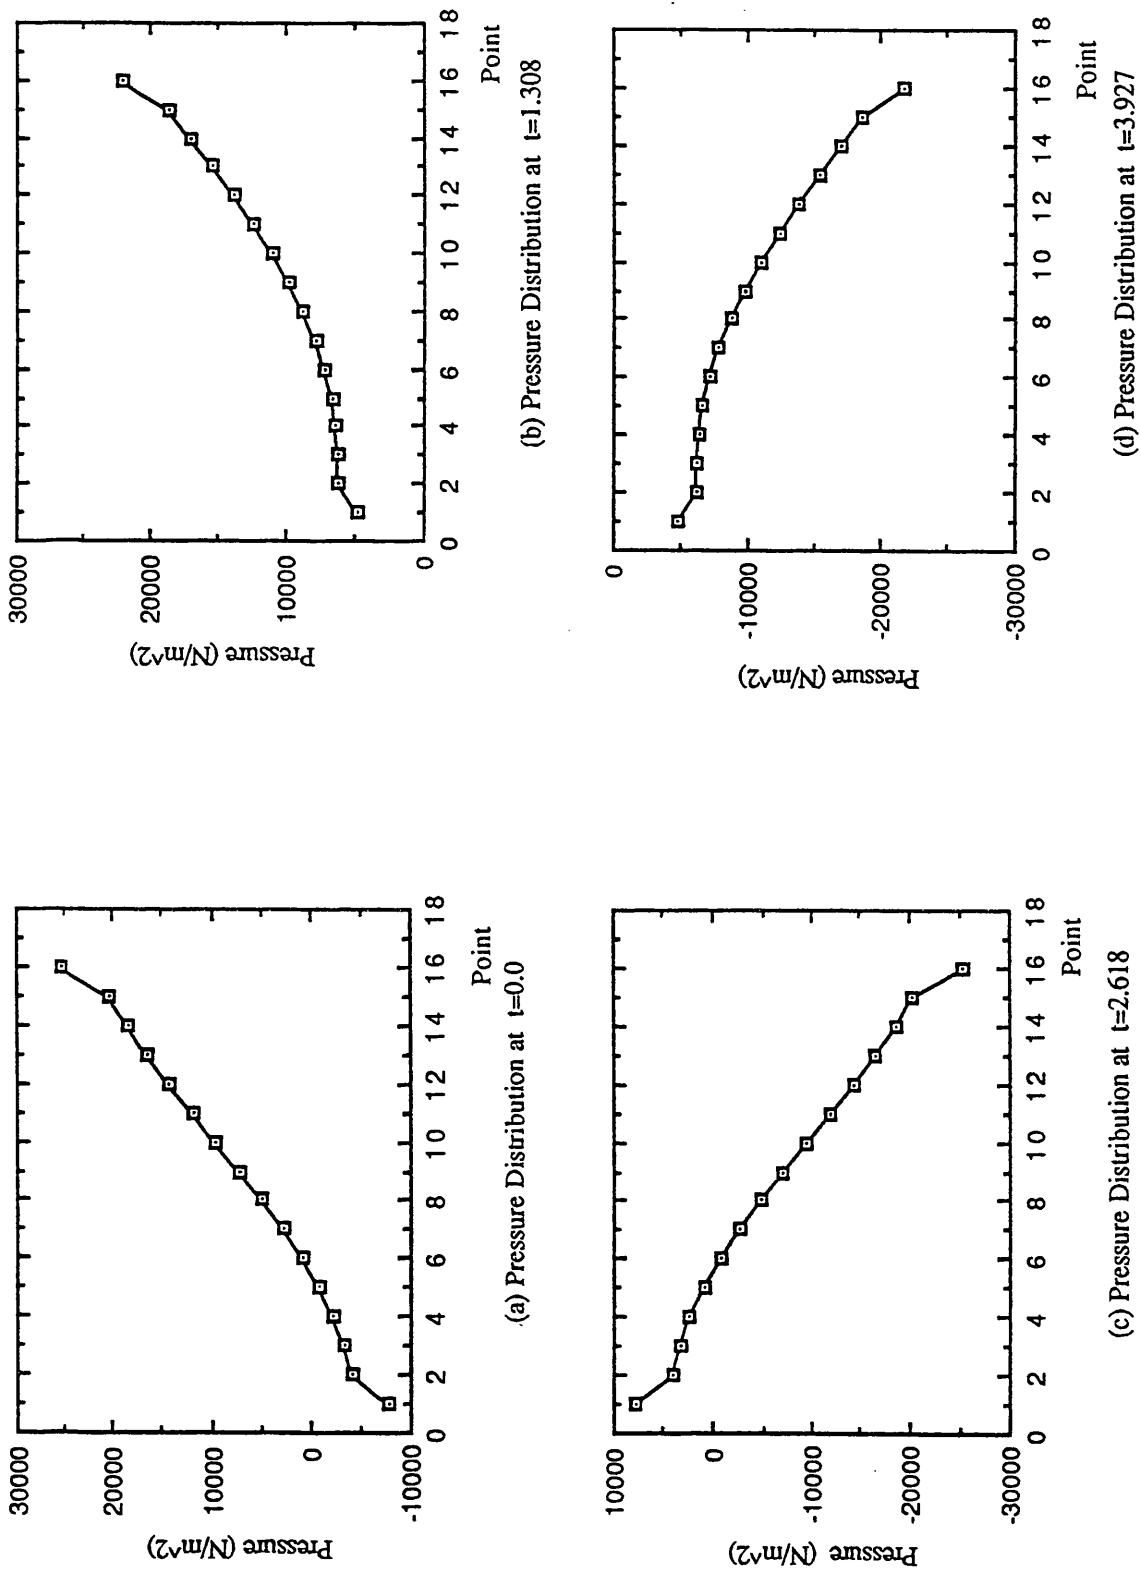 Pressure (N/m^2)
30000
20000
10000
0
-10000
0 2 4 6 8 10 12 14 16 18
Point
(a) Pressure Distribution at t=0.0
Pressure (N/m^2)
30000
20000
10000
0
0 2 4 6 8 10 12 14 16 18
Point
(b) Pressure Distribution at t=1.308
Pressure (N/m^2)
10000
0
-10000
-20000
-30000
0 2 4 6 8 10 12 14 16 18
Point
(c) Pressure Distribution at t=2.618
Pressure (N/m^2)
0
-10000
-20000
-30000
0 2 4 6 8 10 12 14 16 18
Point
(d) Pressure Distribution at t=3.927